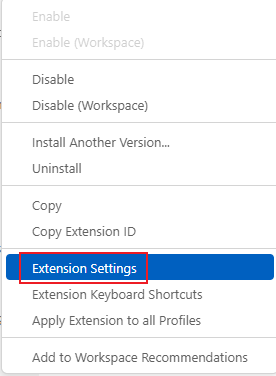 Enable
Enable (Workspace)
Disable
Disable (Workspace)
Install Another Version...
Uninstall
Copy
Copy Extension ID
Extension Settings
Extension Keyboard Shortcuts
Apply Extension to all Profiles
Add to Workspace Recommendations